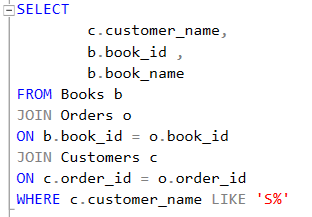 SELECT
c.customer_name,
b.book_id ,
b.book_name
FROM Books b
JOIN Orders o
ON b.book_id = o.book_id
JOIN Customers c
ON c.order_id = o.order_id
WHERE c.customer_name LIKE 'S%'